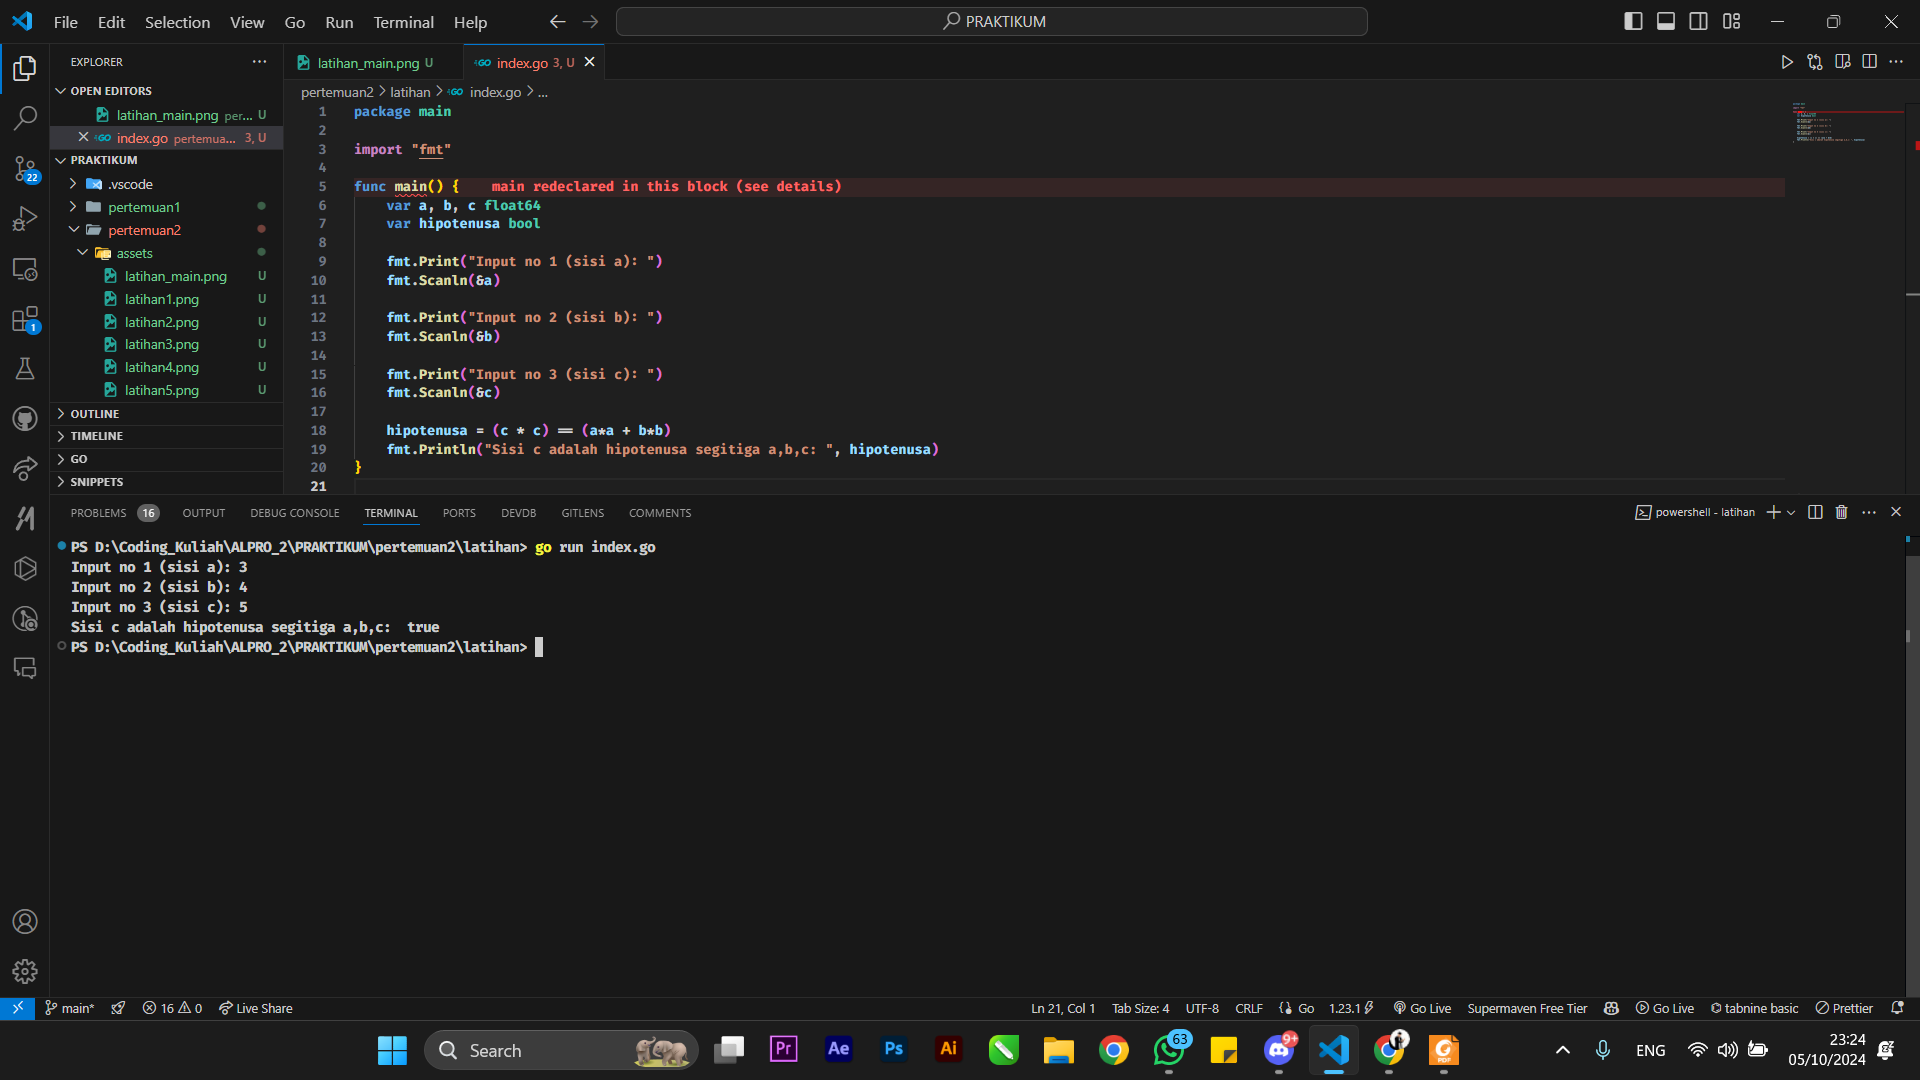 File Edit Selection View Go Run Terminal Help
PRAKTIKUM
EXPLORER
OPEN EDITORS
latihan_main.png per... U
index.go pertemua... 3, U
PRAKTIKUM
.vscode
pertemuan1
pertemuan2
assets
latihan_main.png U
latihan1.png U
latihan2.png U
latihan3.png U
latihan4.png U
latihan5.png U
OUTLINE
TIMELINE
GO
SNIPPETS
22
1
latihan_main.png U
index.go 3, U
pertemuan2 > latihan > index.go > ...
1 package main
2
3 import "fmt"
4
5 func main() { main redeclared in this block (see details)
6 var a, b, c float64
7 var hipotenusa bool
8
9 fmt.Print("Input no 1 (sisi a): ")
10 fmt.Scanln(&a)
11
12 fmt.Print("Input no 2 (sisi b): ")
13 fmt.Scanln(&b)
14
15 fmt.Print("Input no 3 (sisi c): ")
16 fmt.Scanln(&c)
17
18 hipotenusa = (c * c) == (a*a + b*b)
19 fmt.Println("Sisi c adalah hipotenusa segitiga a,b,c: ", hipotenusa)
20 }
21
PROBLEMS 16 OUTPUT DEBUG CONSOLE TERMINAL PORTS DEVDB GITLENS COMMENTS
powershell - latihan
PS D:\Coding_Kuliah\ALPRO_2\PRAKTIKUM\pertemuan2\latihan> go run index.go
Input no 1 (sisi a): 3
Input no 2 (sisi b): 4
Input no 3 (sisi c): 5
Sisi c adalah hipotenusa segitiga a,b,c:  true
PS D:\Coding_Kuliah\ALPRO_2\PRAKTIKUM\pertemuan2\latihan>
main* 16 0 Live Share
Ln 21, Col 1 Tab Size: 4 UTF-8 CRLF Go 1.23.1 Go Live Supermaven Free Tier Go Live tabnine basic Prettier
Search
Pr Ae Ps Ai
63
9+
PDF
ENG
23:24
05/10/2024